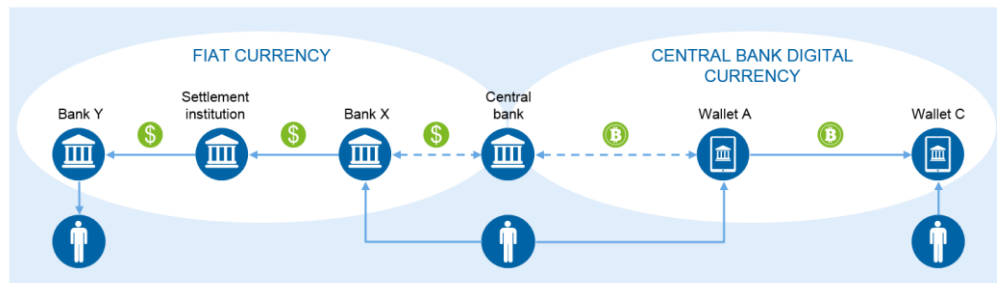 FIAT CURRENCY
CENTRAL BANK DIGITAL
CURRENCY
Bank Y
Settlement
institution
Bank X
Central
bank
Wallet A
Wallet C
$
$
$
₿
₿